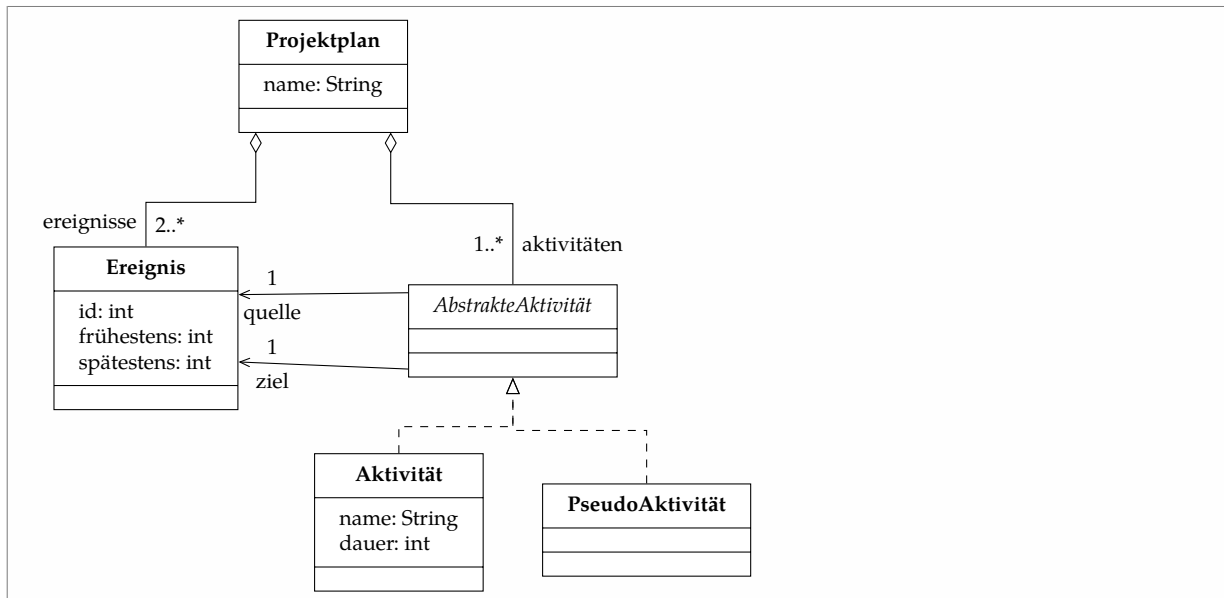 Projektplan
name: String
ereignisse
2..*
1..*
aktivitäten
Ereignis
id: int
frühestens: int
spätestens: int
1
quelle
1
ziel
AbstrakteAktivität
Aktivität
name: String
dauer: int
PseudoAktivität